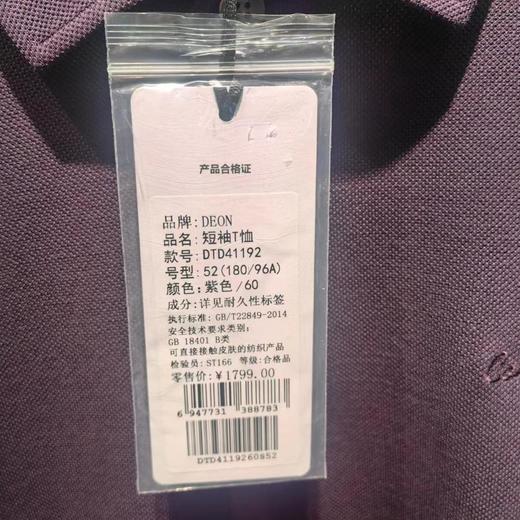 产品合格证
品牌:DEON
品名:短袖T恤
款号:DTD41192
号型:52(180/96A)
颜色:紫色/60
成分:详见耐久性标签
执行标准:GB/T22849-2014
安全技术要求类别:
GB 18401 B类
可直接接触皮肤的纺织产品
检验员:ST166 等级:合格品
零售价:¥1799.00
6 947731 388783
DTD4119260852